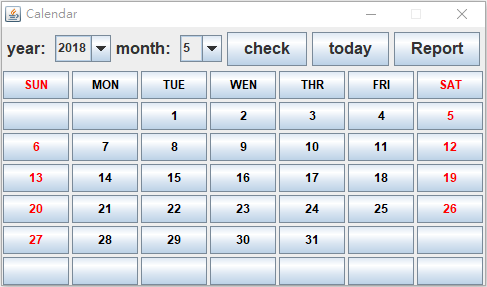 Calendar
year: 2018 month: 5 check today Report
SUN MON TUE WEN THR FRI SAT
1 2 3 4 5
6 7 8 9 10 11 12
13 14 15 16 17 18 19
20 21 22 23 24 25 26
27 28 29 30 31